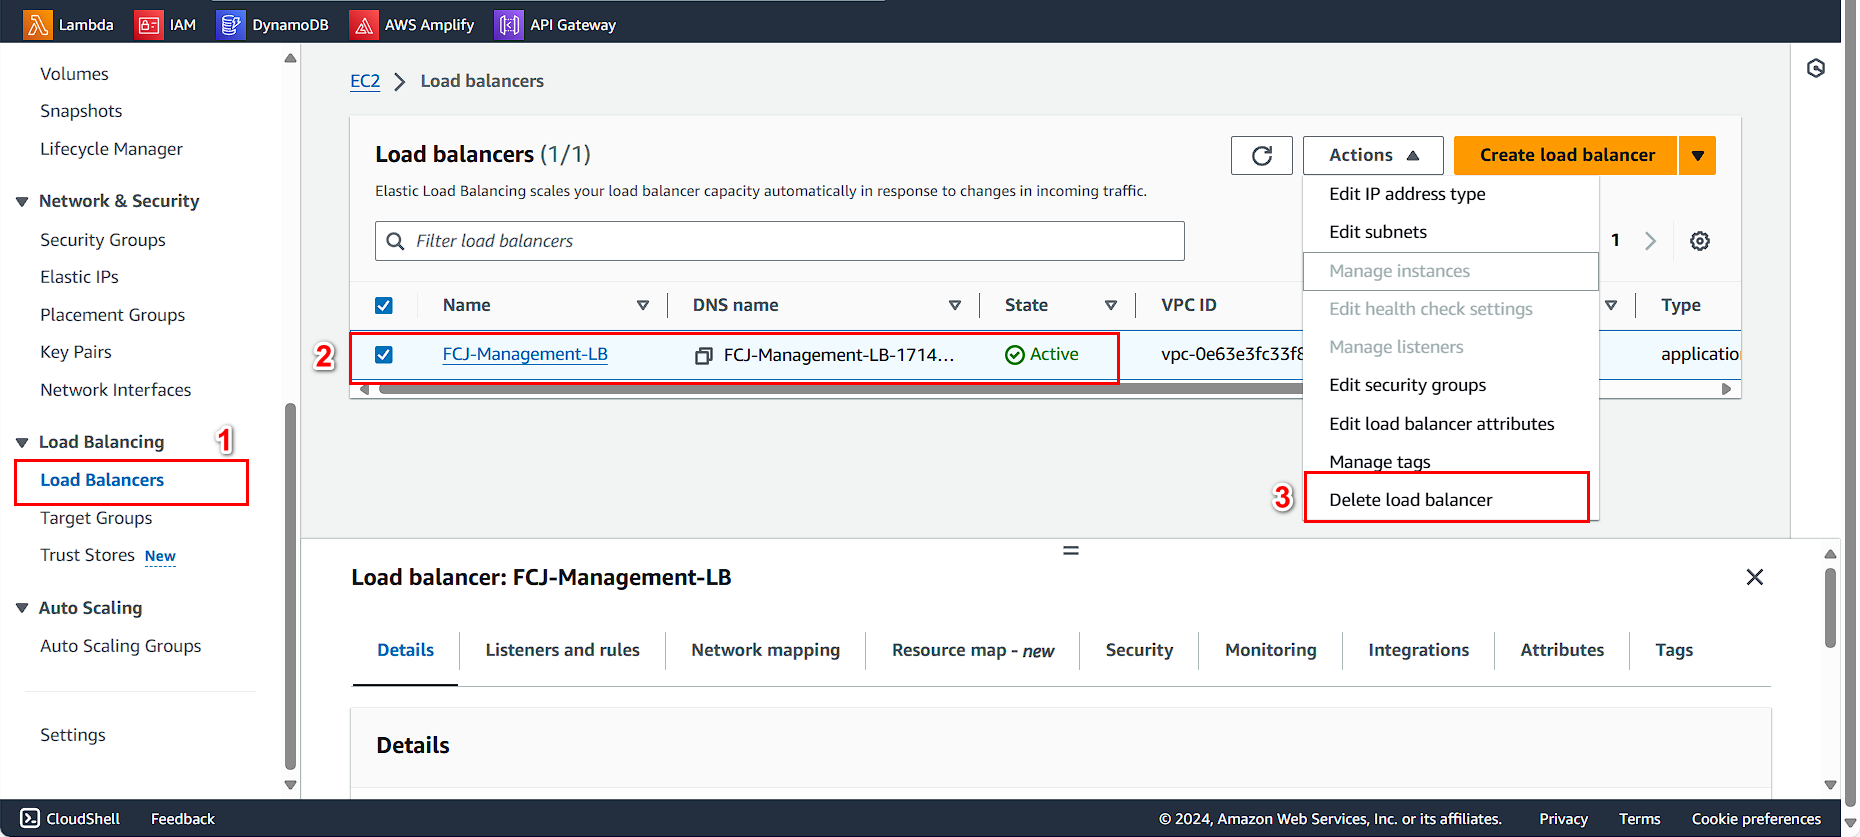 Lambda IAM DynamoDB AWS Amplify API Gateway
Volumes
Snapshots
Lifecycle Manager
Network & Security
Security Groups
Elastic IPs
Placement Groups
Key Pairs
Network Interfaces
Load Balancing
1
Load Balancers
Target Groups
Trust Stores New
Auto Scaling
Auto Scaling Groups
Settings
EC2 > Load balancers
Load balancers (1/1)
Elastic Load Balancing scales your load balancer capacity automatically in response to changes in incoming traffic.
Filter load balancers
Actions
Create load balancer
1
Name DNS name State VPC ID Type
2
FCJ-Management-LB FCJ-Management-LB-1714... Active vpc-0e63e3fc33f8 applicatio
Edit IP address type
Edit subnets
Manage instances
Edit health check settings
Manage listeners
Edit security groups
Edit load balancer attributes
Manage tags
3
Delete load balancer
Load balancer: FCJ-Management-LB
Details Listeners and rules Network mapping Resource map - new Security Monitoring Integrations Attributes Tags
Details
CloudShell Feedback © 2024, Amazon Web Services, Inc. or its affiliates. Privacy Terms Cookie preferences